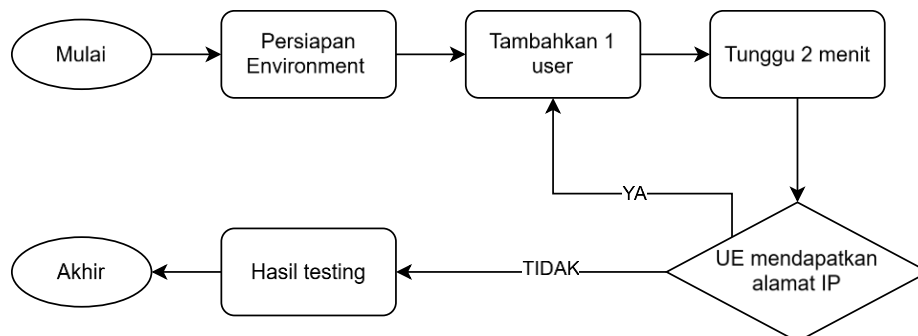 Mulai
Persiapan
Environment
Tambahkan 1
user
Tunggu 2 menit
YA
UE mendapatkan
alamat IP
TIDAK
Hasil testing
Akhir